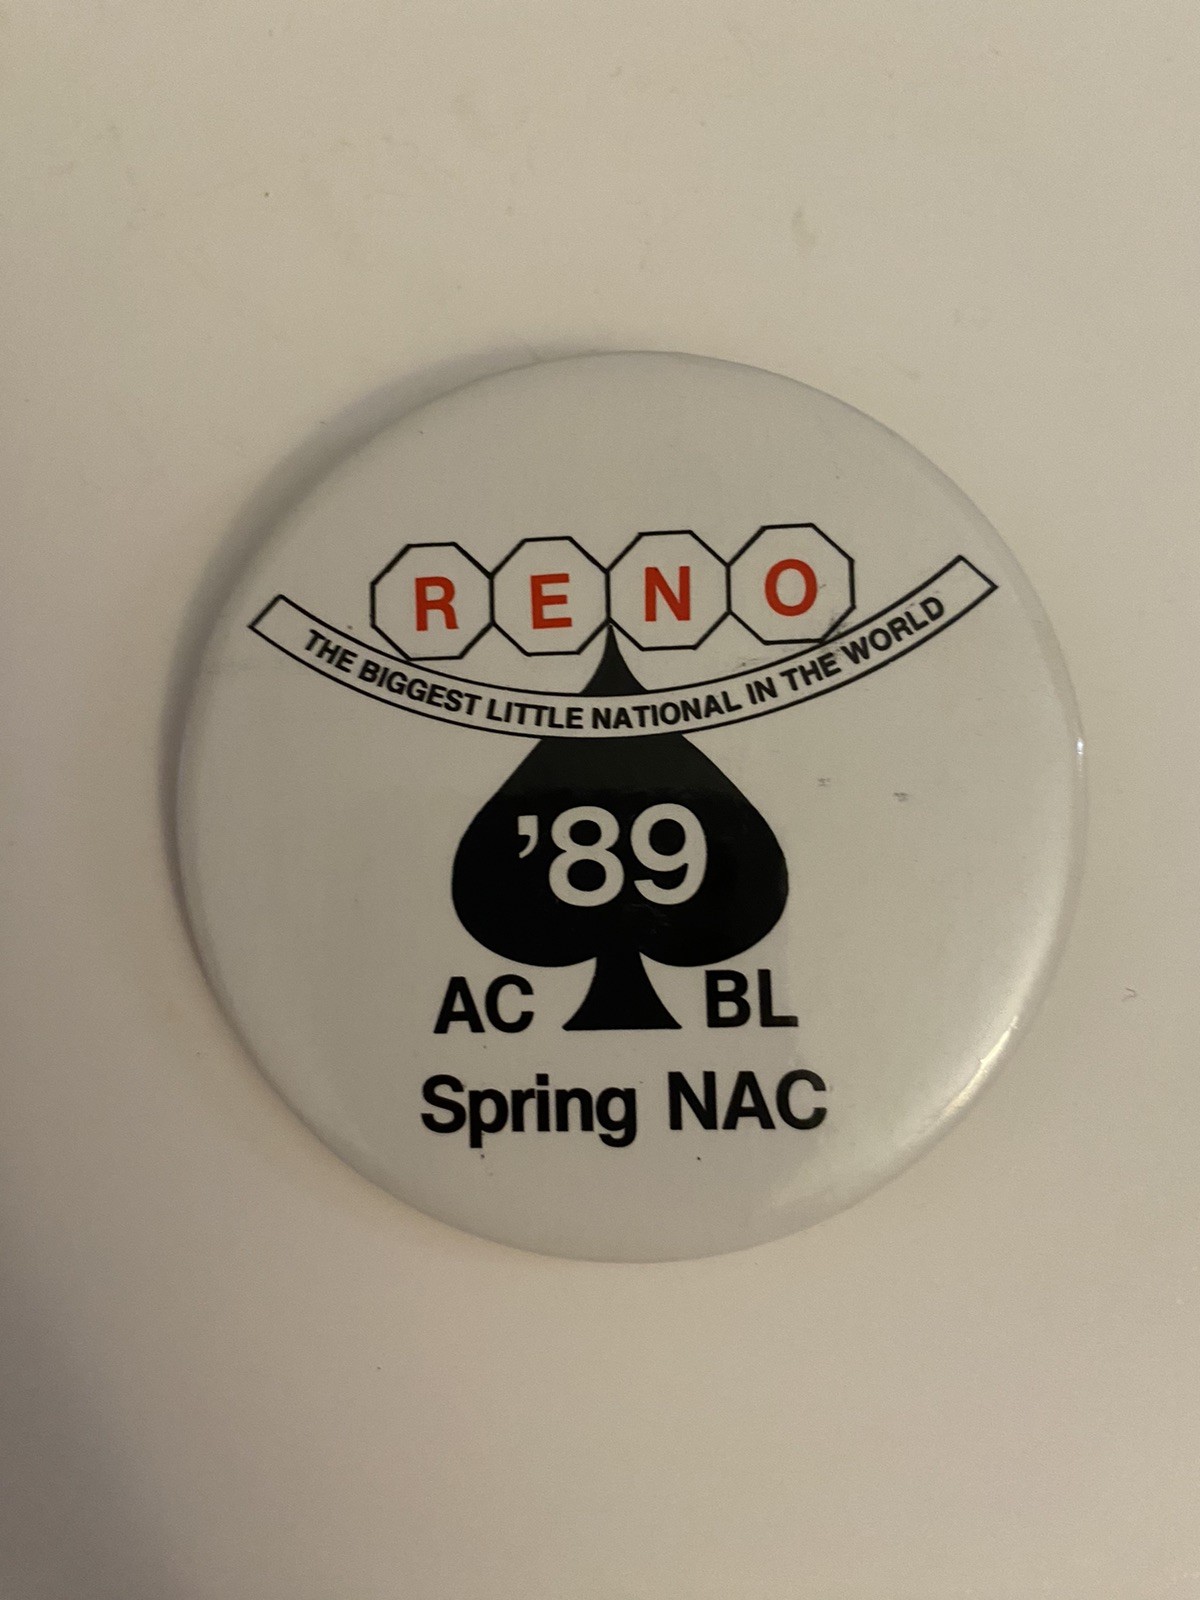 RENO
THE BIGGEST LITTLE NATIONAL IN THE WORLD
'89
AC BL
Spring NAC